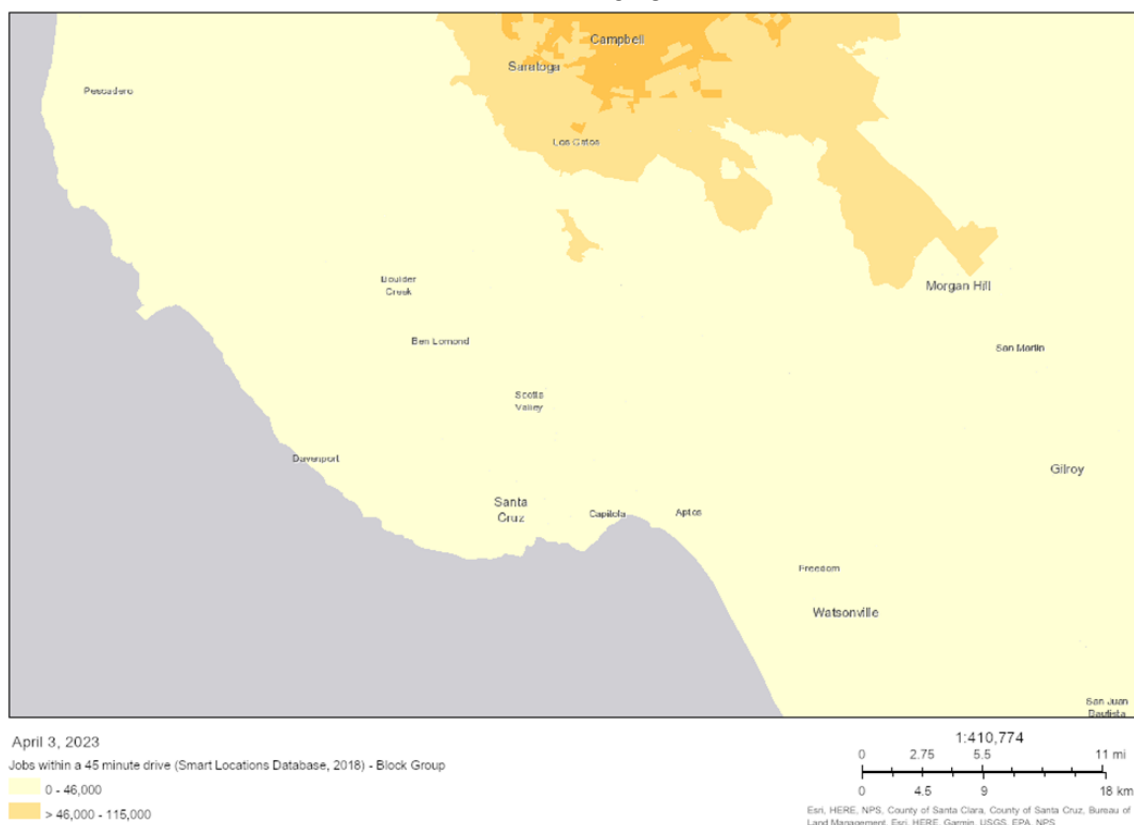 Campbell
Saratoga
Pescadero
Los Gatos
Boulder
Creek
Morgan Hill
Ben Lomond
San Martin
Scotts
Valley
Davenport
Gilroy
Santa
Cruz
Capitola
Aptos
Freedom
Watsonville
San Juan
Bautista
April 3, 2023
1:410,774
Jobs within a 45 minute drive (Smart Locations Database, 2018) - Block Group
0 2.75 5.5 11 mi
0 - 46,000
0 4.5 9 18 km
> 46,000 - 115,000
Esri, HERE, NPS, County of Santa Clara, County of Santa Cruz, Bureau of
Land Management, Esri, HERE, Garmin, USGS, EPA, NPS